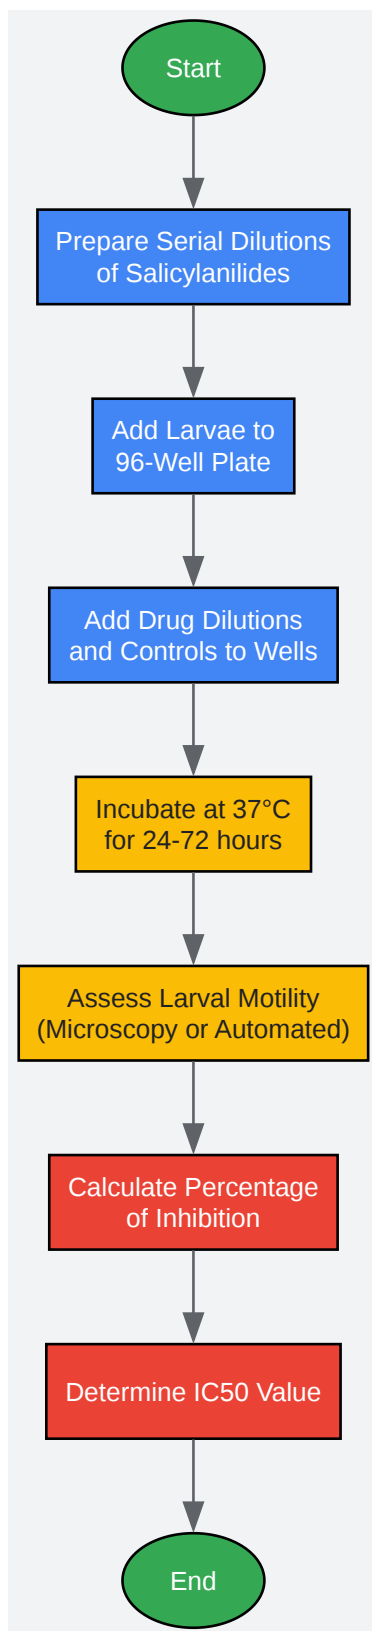 Start
Prepare Serial Dilutions
of Salicylanilides
Add Larvae to
96-Well Plate
Add Drug Dilutions
and Controls to Wells
Incubate at 37°C
for 24-72 hours
Assess Larval Motility
(Microscopy or Automated)
Calculate Percentage
of Inhibition
Determine IC50 Value
End